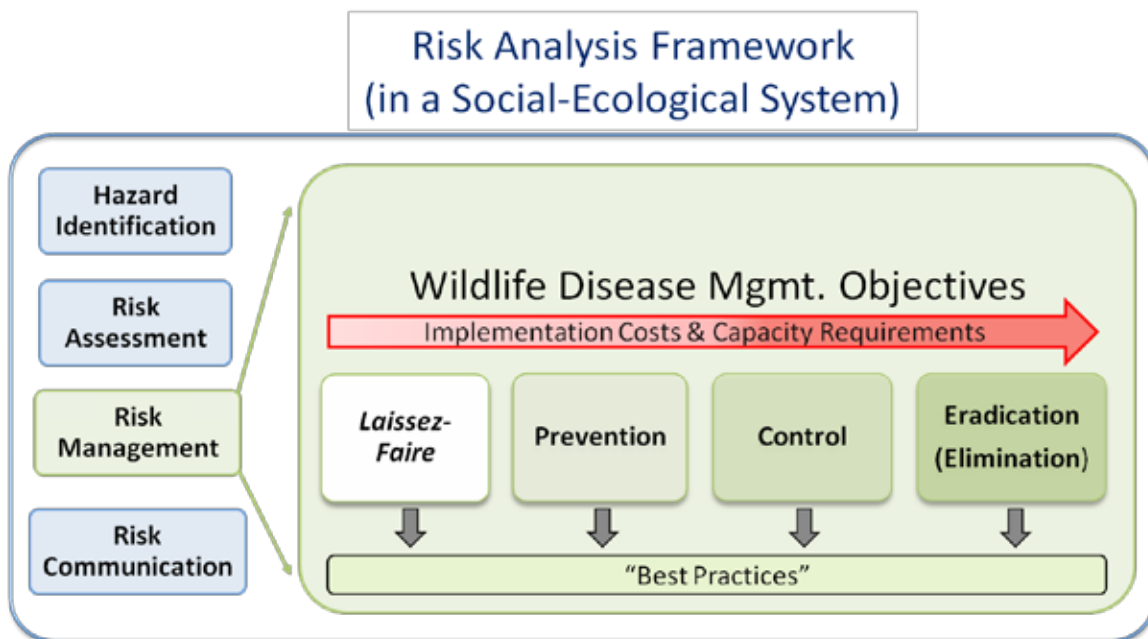 Risk Analysis Framework
(in a Social-Ecological System)
Hazard
Identification
Risk
Assessment
Risk
Management
Risk
Communication
Wildlife Disease Mgmt. Objectives
Implementation Costs & Capacity Requirements
Laissez-
Faire
Prevention
Control
Eradication
(Elimination)
“Best Practices”